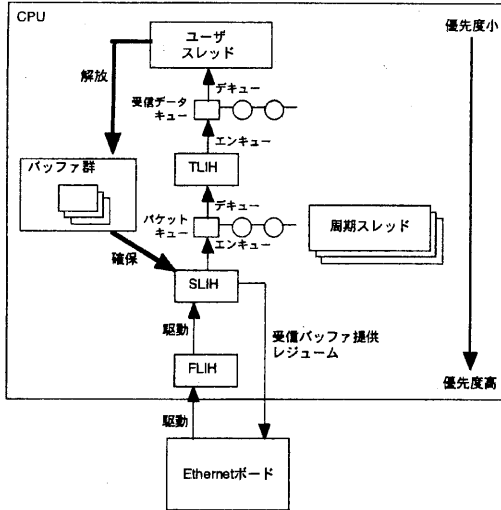 CPU
優先度小
ユーザ
スレッド
解放
デキュー
受信データ
キュー
エンキュー
バッファ群
TLIH
デキュー
パケット
キュー
エンキュー
周期スレッド
確保
SLIH
駆動
受信バッファ提供
レジューム
FLIH
優先度高
駆動
Ethernetボード